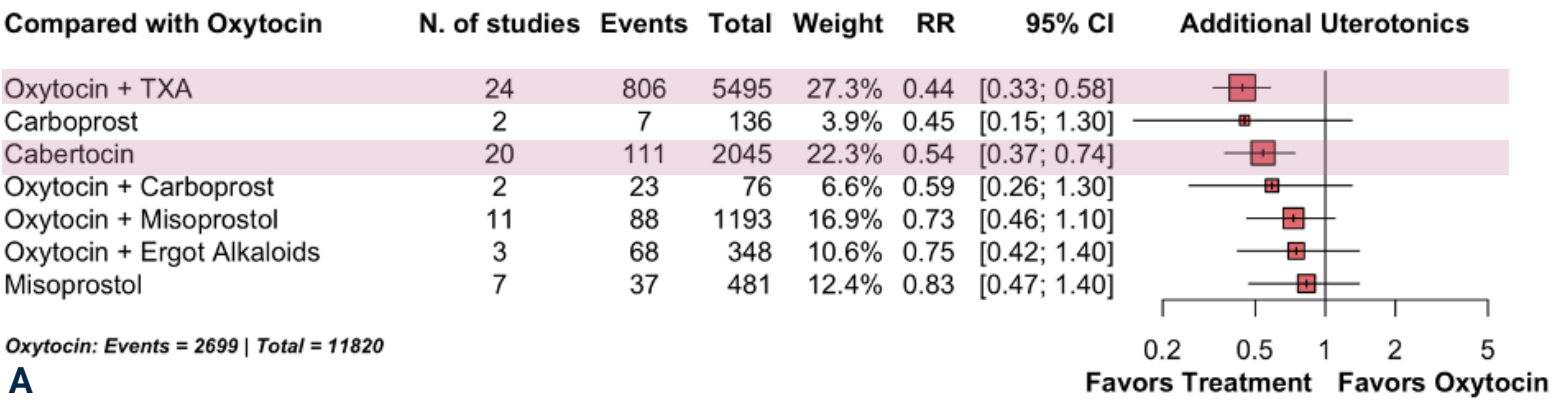 Compared with Oxytocin N. of studies Events Total Weight RR 95% CI Additional Uterotonics
Oxytocin + TXA 24 806 5495 27.3% 0.44 [0.33; 0.58]
Carboprost 2 7 136 3.9% 0.45 [0.15; 1.30]
Cabertocin 20 111 2045 22.3% 0.54 [0.37; 0.74]
Oxytocin + Carboprost 2 23 76 6.6% 0.59 [0.26; 1.30]
Oxytocin + Misoprostol 11 88 1193 16.9% 0.73 [0.46; 1.10]
Oxytocin + Ergot Alkaloids 3 68 348 10.6% 0.75 [0.42; 1.40]
Misoprostol 7 37 481 12.4% 0.83 [0.47; 1.40]
Oxytocin: Events = 2699 | Total = 11820 0.2 0.5 1 2 5
A Favors Treatment Favors Oxytocin